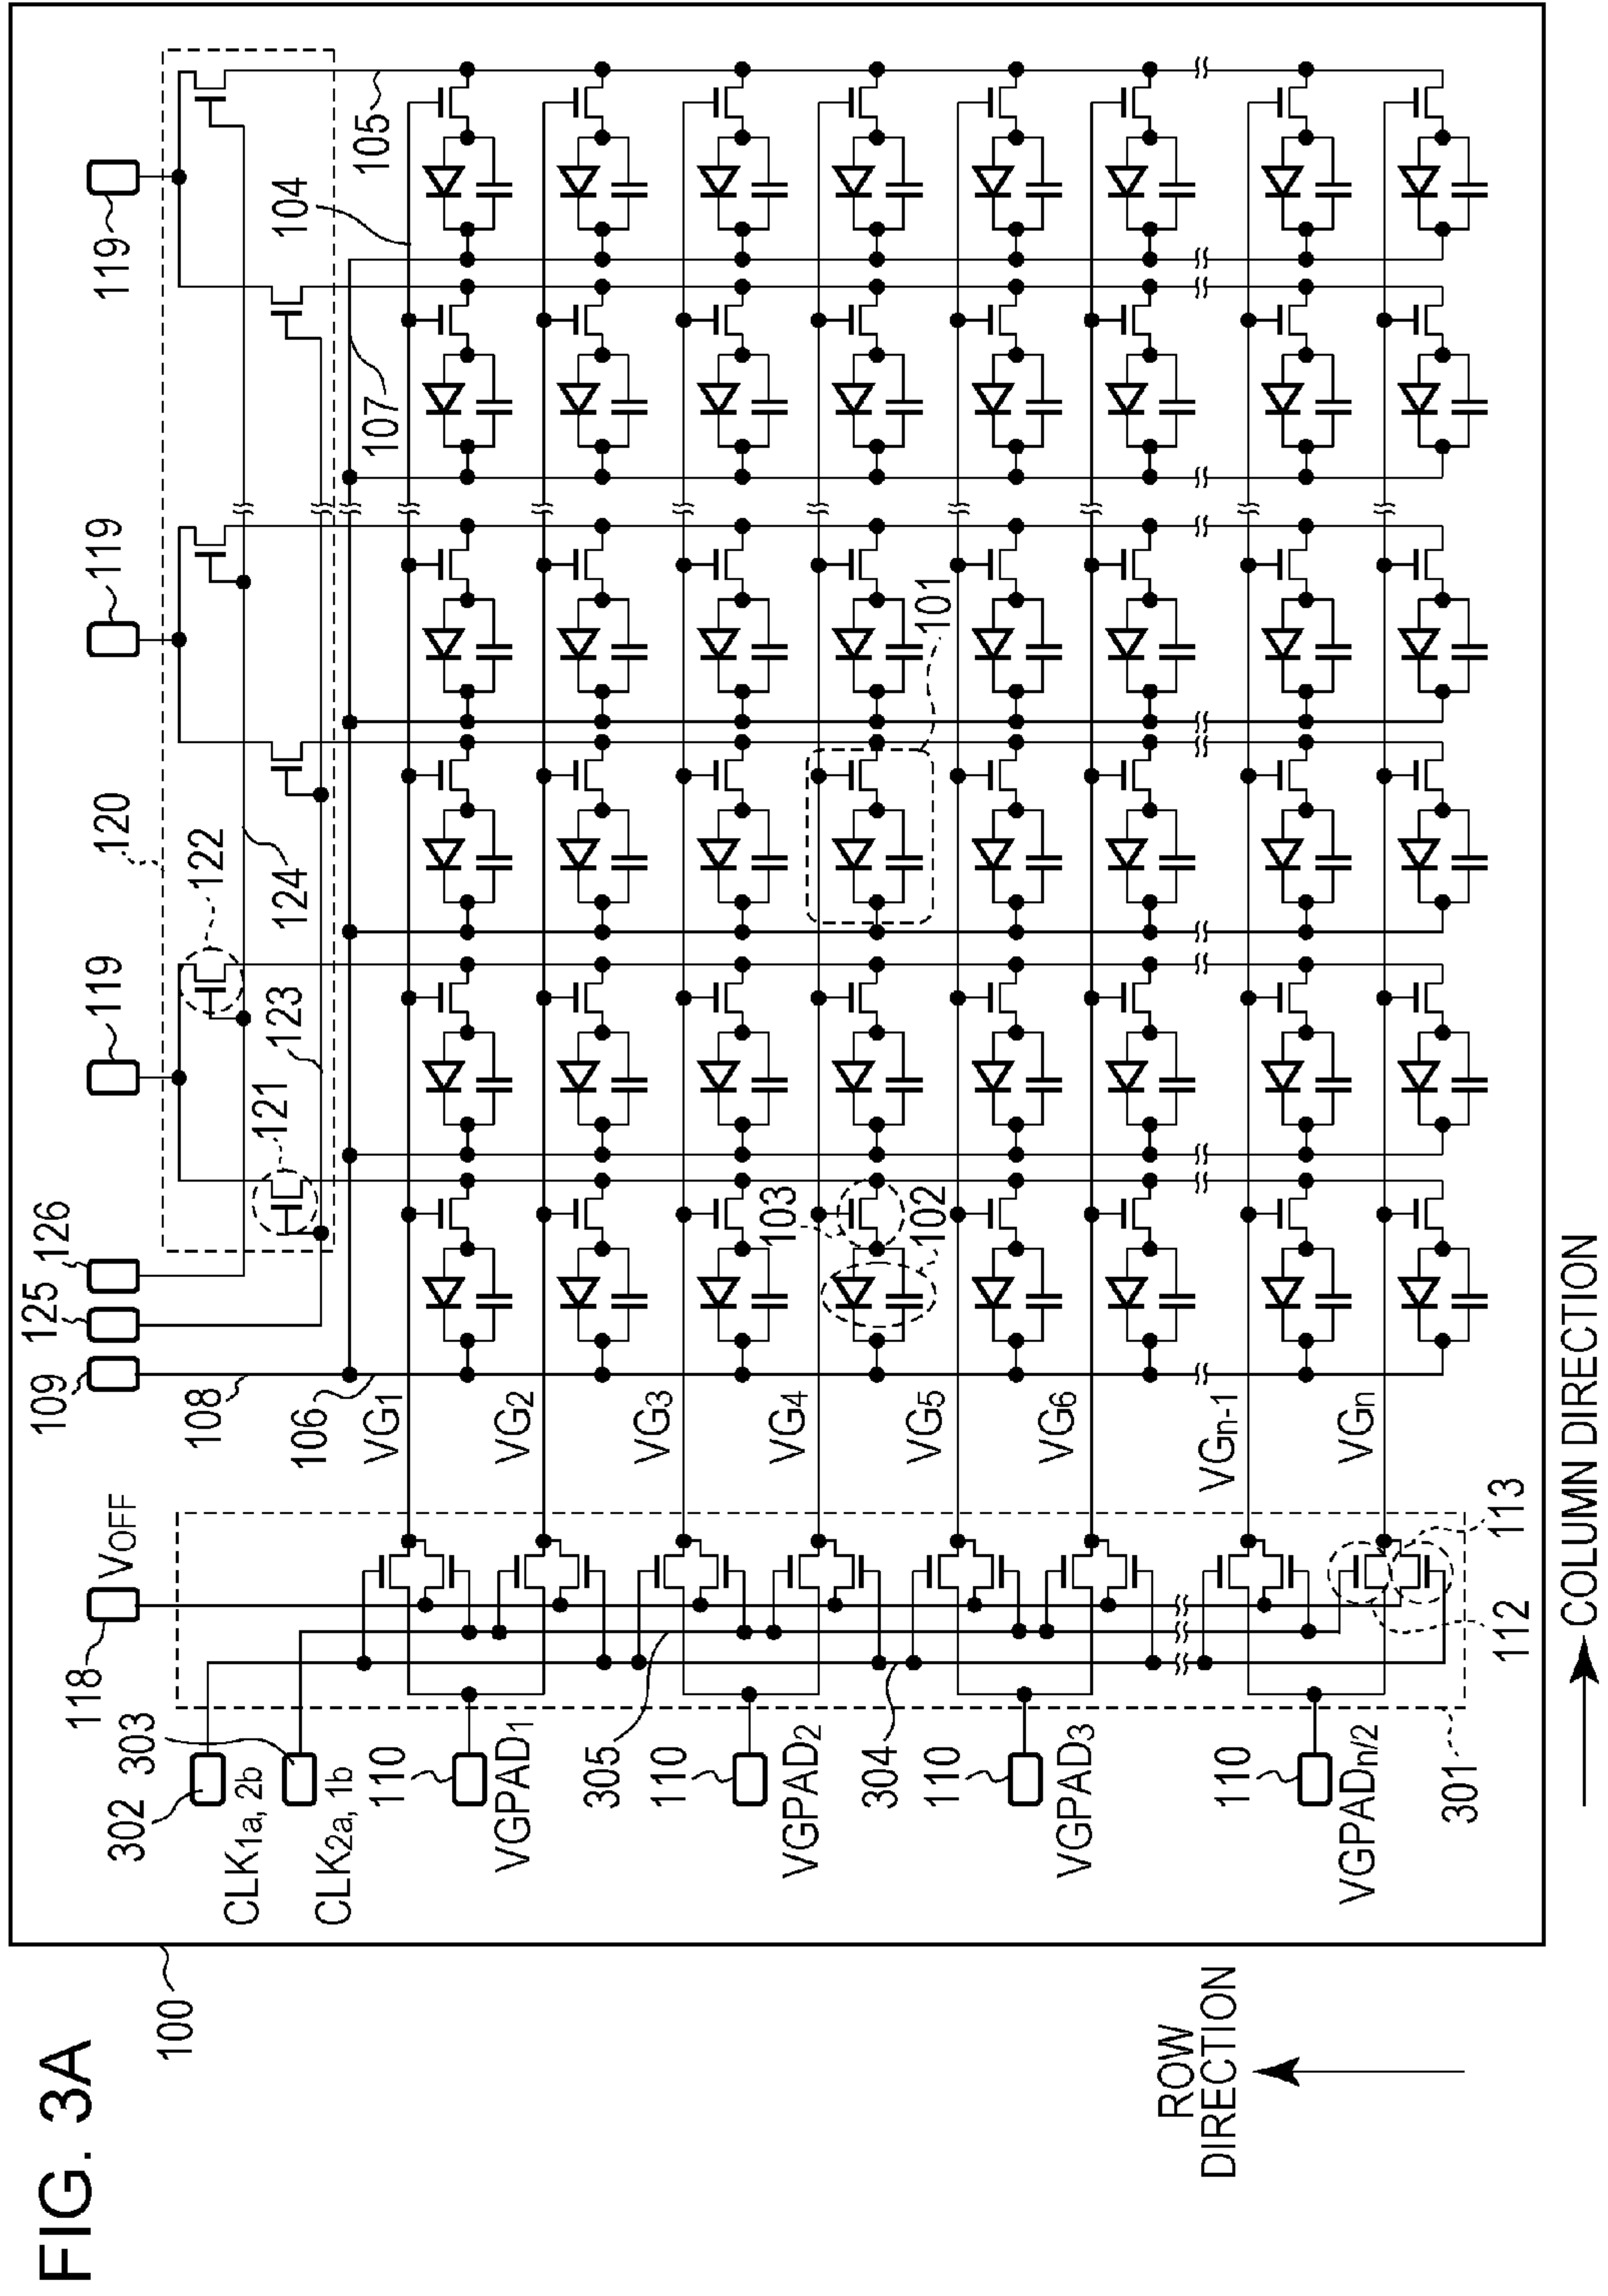 FIG. 3A
100
ROW
DIRECTION
COLUMN DIRECTION
302
CLK1a, 2b
303
CLK2a, 1b
118
VOFF
110
VGPAD1
305
110
VGPAD2
304
110
VGPAD3
110
VGPADn/2
301
112
113
109
125
126
108
106
VG1
VG2
VG3
VG4
VG5
VG6
VGn-1
VGn
119
119
119
120
121
122
123
124
103
102
101
107
104
105